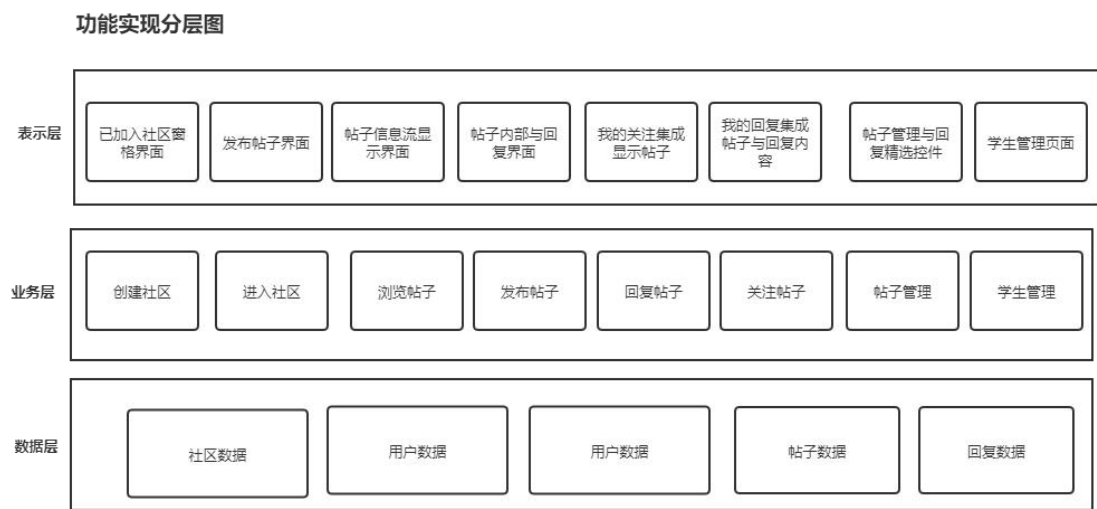 功能实现分层图
表示层
已加入社区窗
格界面
发布帖子界面
帖子信息流显
示界面
帖子内部与回
复界面
我的关注集成
显示帖子
我的回复集成
帖子与回复内
容
帖子管理与回
复精选控件
学生管理页面
业务层
创建社区
进入社区
浏览帖子
发布帖子
回复帖子
关注帖子
帖子管理
学生管理
数据层
社区数据
用户数据
用户数据
帖子数据
回复数据